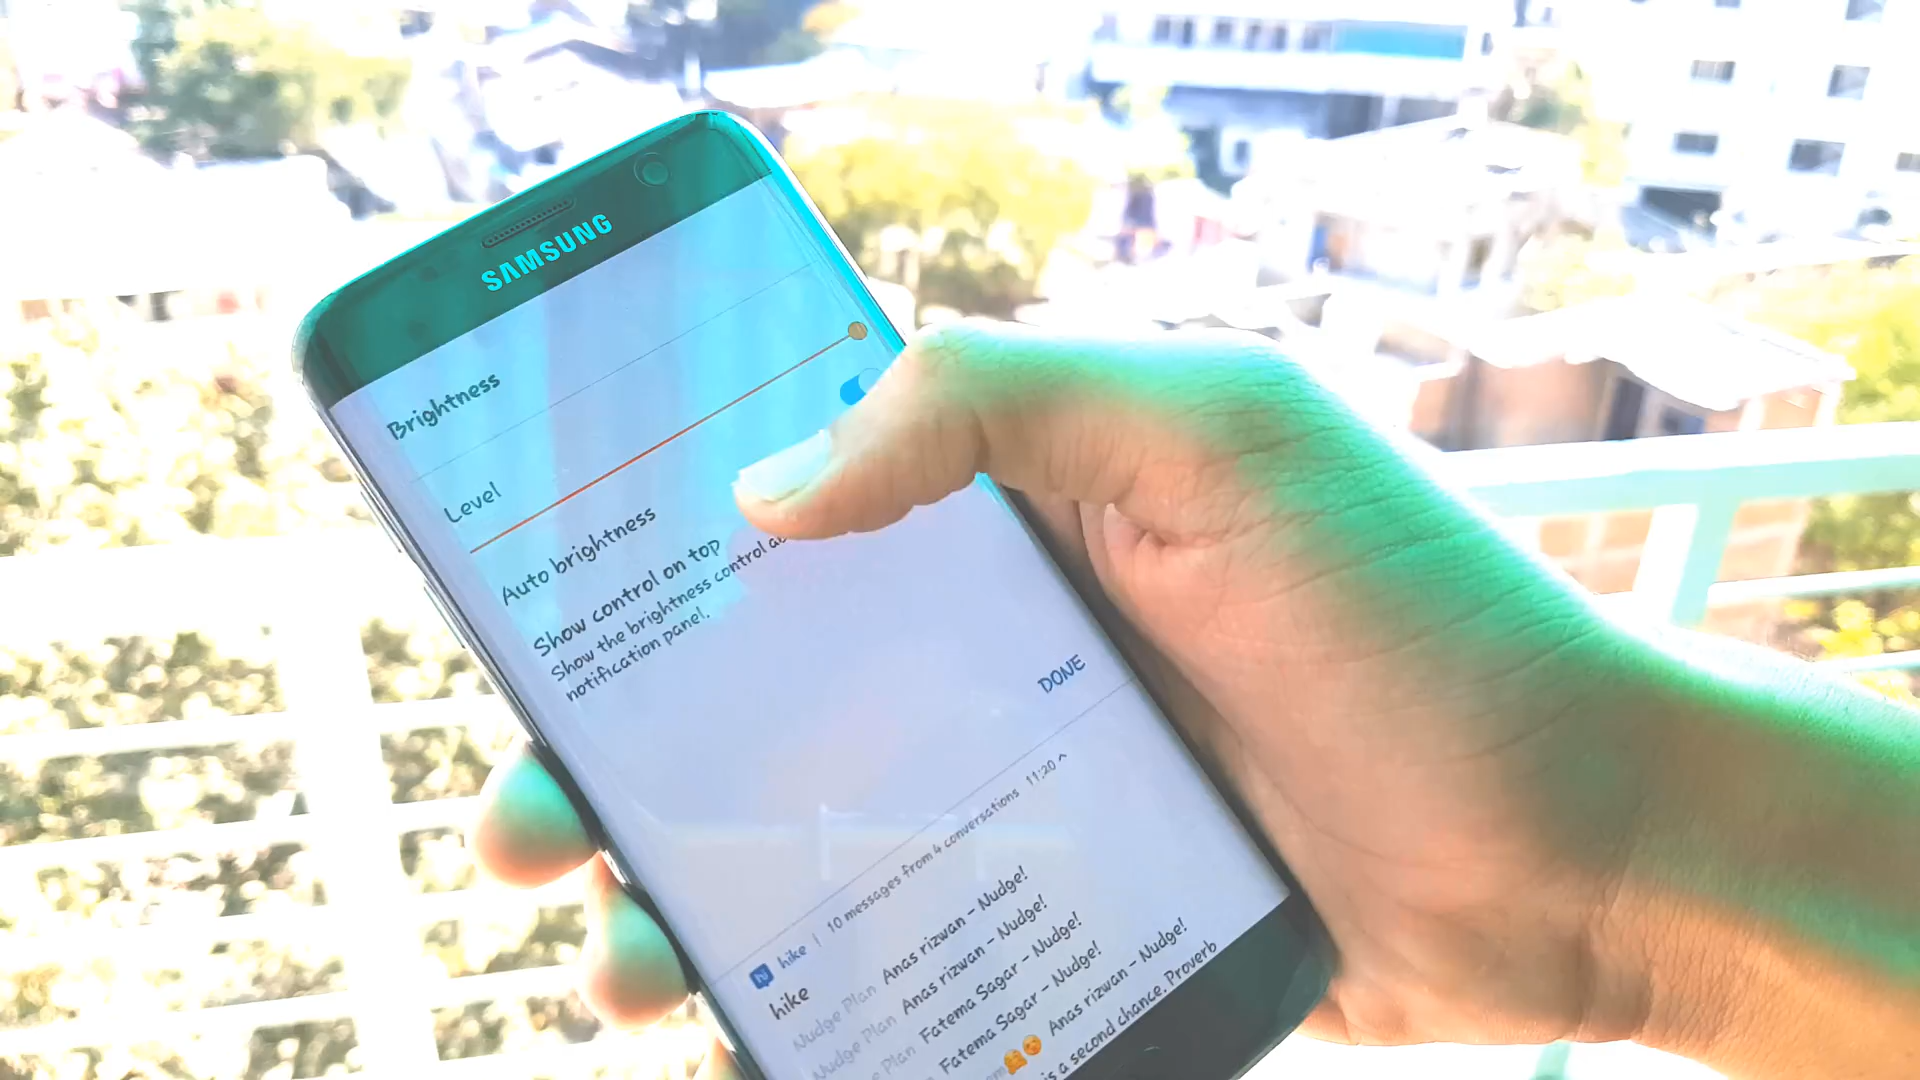 SAMSUNG
Brightness
Level
Auto brightness
Show control on top
Show the brightness control
notification panel.
DONE
hike | 10 messages from 4 conversations 11:20
hike
Nudge Plan Anas rizwan - Nudge!
Nudge Plan Anas rizwan - Nudge!
Plan Fatema Sagar - Nudge!
Fatema Sagar - Nudge!
Anas rizwan - Nudge!
is a second chance. Proverb